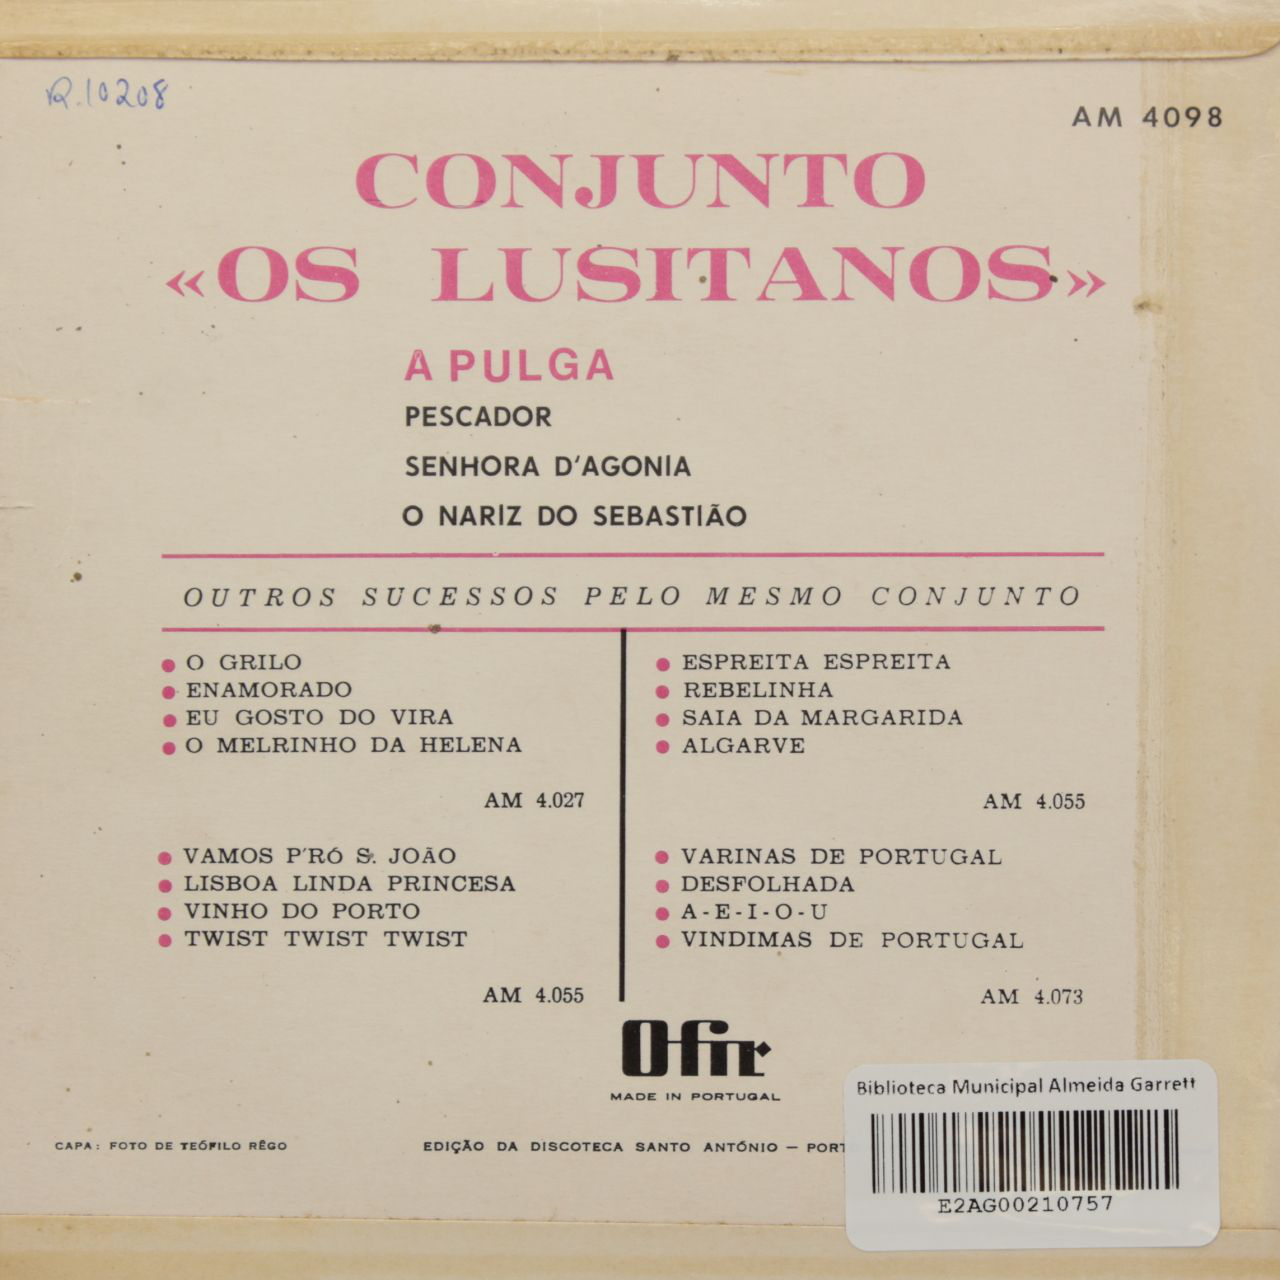 R.10208
AM 4098
CONJUNTO
«OS LUSITANOS»
A PULGA
PESCADOR
SENHORA D'AGONIA
O NARIZ DO SEBASTIÃO
OUTROS SUCESSOS PELO MESMO CONJUNTO
O GRILO
ENAMORADO
EU GOSTO DO VIRA
O MELRINHO DA HELENA
AM 4.027
VAMOS P'RÓ S. JOÃO
LISBOA LINDA PRINCESA
VINHO DO PORTO
TWIST TWIST TWIST
AM 4.055
ESPREITA ESPREITA
REBELINHA
SAIA DA MARGARIDA
ALGARVE
AM 4.055
VARINAS DE PORTUGAL
DESFOLHADA
A-E-I-O-U
VINDIMAS DE PORTUGAL
AM 4.073
Ofir
MADE IN PORTUGAL
CAPA: FOTO DE TEÓFILO RÊGO
EDIÇÃO DA DISCOTECA SANTO ANTÓNIO — PORT
Biblioteca Municipal Almeida Garrett
E2AG00210757